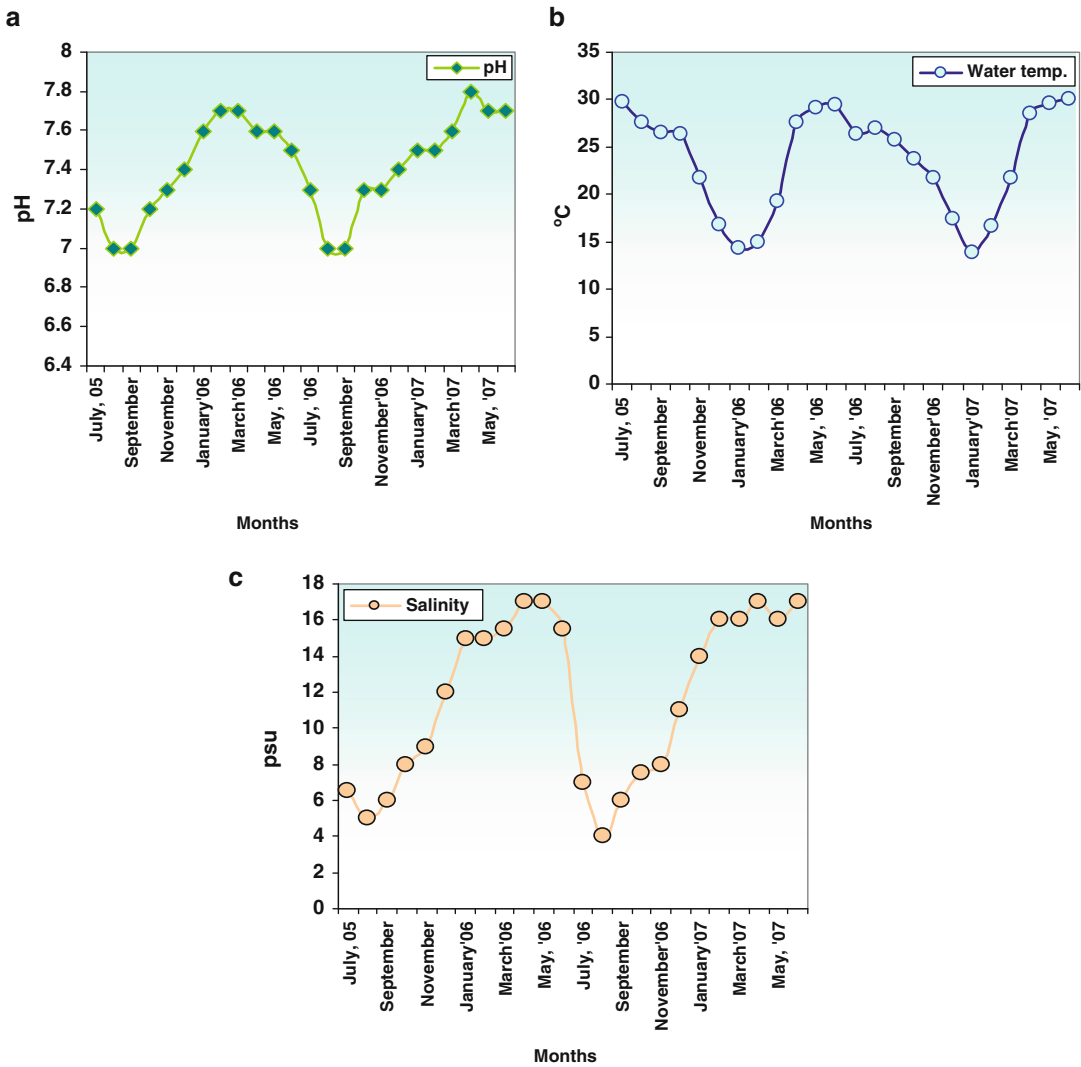 a
pH
8
7.8
7.6
7.4
7.2
7
6.8
6.6
6.4
pH
July, 05
September
November
January'06
March'06
May, '06
July, '06
September
November'06
January'07
March'07
May, '07
Months
b
Water temp.
35
30
25
20
15
10
5
0
°C
July, 05
September
November
January'06
March'06
May, '06
July, '06
September
November'06
January'07
March'07
May, '07
Months
c
Salinity
18
16
14
12
10
8
6
4
2
0
psu
July, 05
September
November
January'06
March'06
May, '06
July, '06
September
November'06
January'07
March'07
May, '07
Months